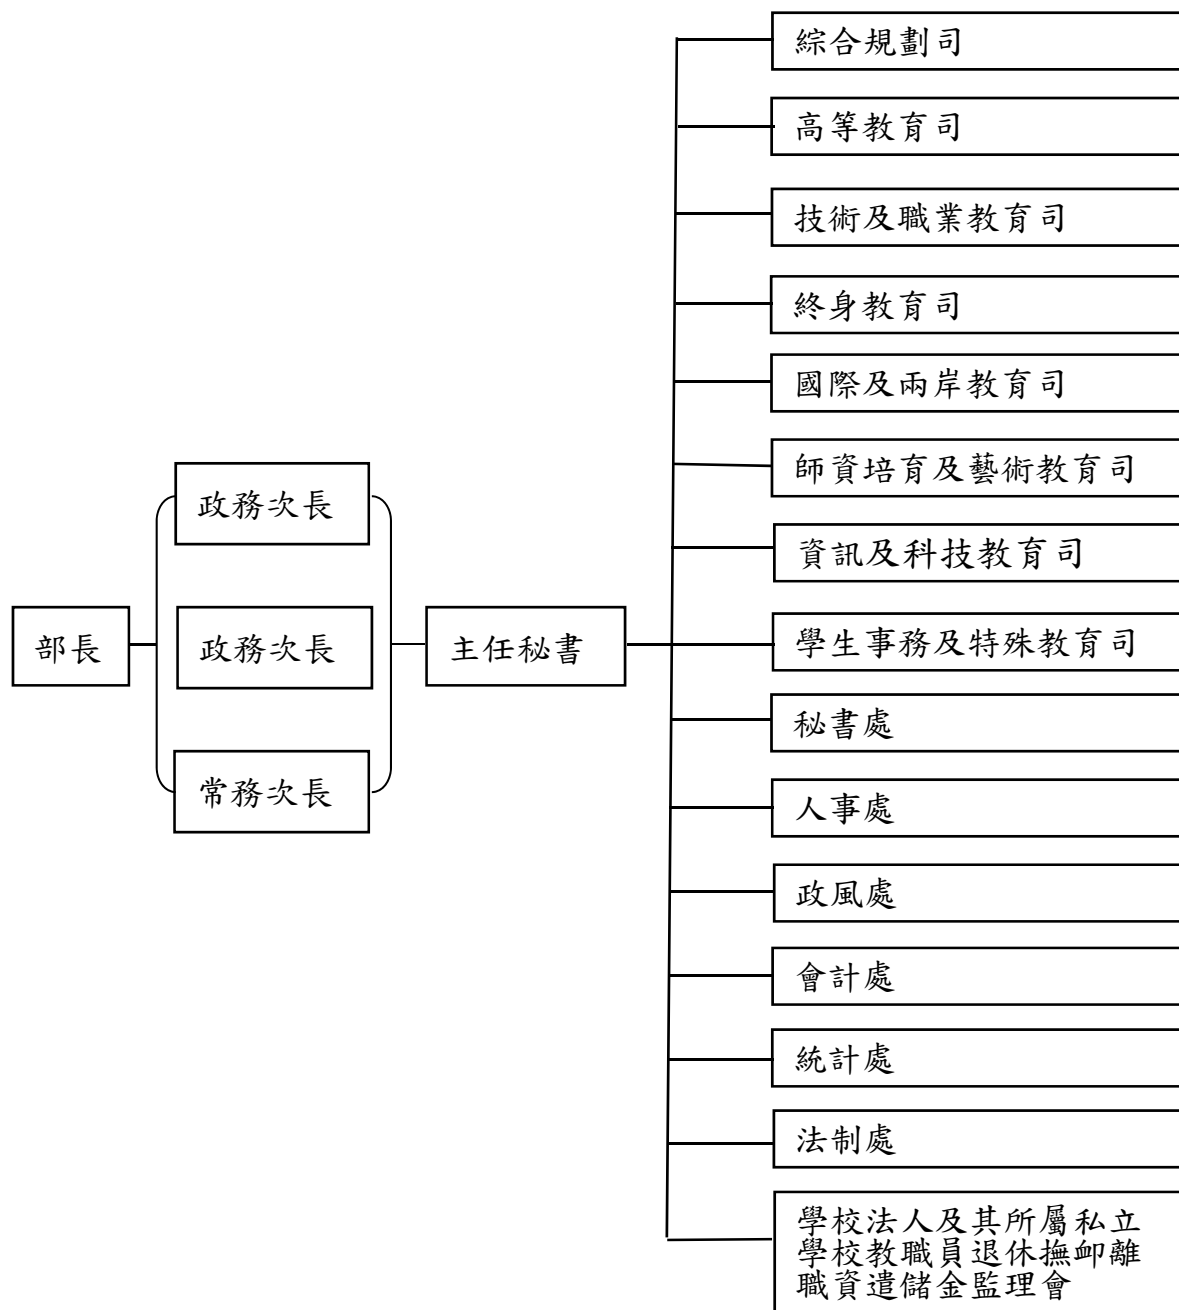 部長
政務次長
政務次長
常務次長
主任秘書
綜合規劃司
高等教育司
技術及職業教育司
終身教育司
國際及兩岸教育司
師資培育及藝術教育司
資訊及科技教育司
學生事務及特殊教育司
秘書處
人事處
政風處
會計處
統計處
法制處
學校法人及其所屬私立
學校教職員退休撫卹離
職資遣儲金監理會